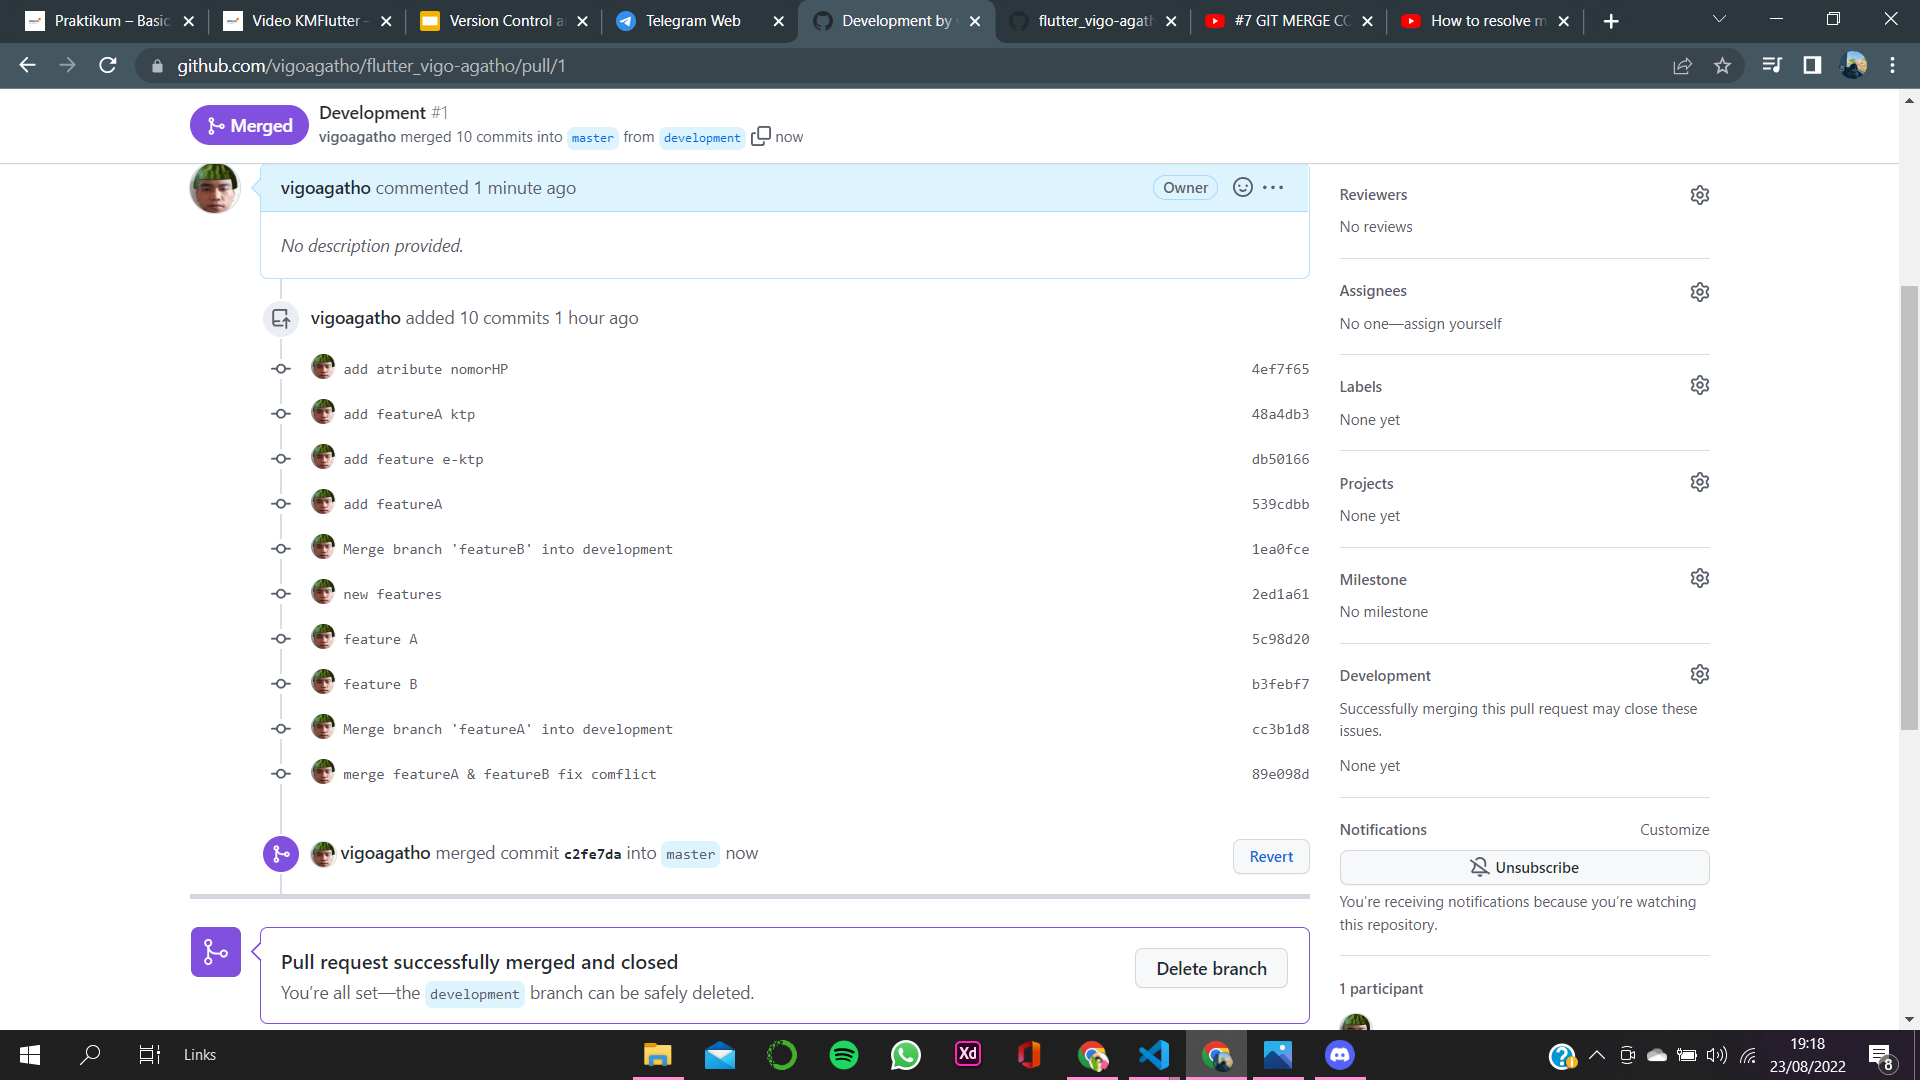 Praktikum – Basic
Video KMFlutter -
Version Control a
Telegram Web
Development by v
flutter_vigo-agath
#7 GIT MERGE CO
How to resolve m
github.com/vigoagatho/flutter_vigo-agatho/pull/1
Merged
Development #1
vigoagatho merged 10 commits into master from development now
vigoagatho commented 1 minute ago
Owner
No description provided.
vigoagatho added 10 commits 1 hour ago
add atribute nomorHP 4ef7f65
add featureA ktp 48a4db3
add feature e-ktp db50166
add featureA 539cdbb
Merge branch 'featureB' into development 1ea0fce
new features 2ed1a61
feature A 5c98d20
feature B b3febf7
Merge branch 'featureA' into development cc3b1d8
merge featureA & featureB fix comflict 89e098d
vigoagatho merged commit c2fe7da into master now
Revert
Pull request successfully merged and closed
You're all set—the development branch can be safely deleted.
Delete branch
Reviewers
No reviews
Assignees
No one—assign yourself
Labels
None yet
Projects
None yet
Milestone
No milestone
Development
Successfully merging this pull request may close these
issues.
None yet
Notifications
Customize
Unsubscribe
You're receiving notifications because you're watching
this repository.
1 participant
Links
Xd
19:18
23/08/2022
8